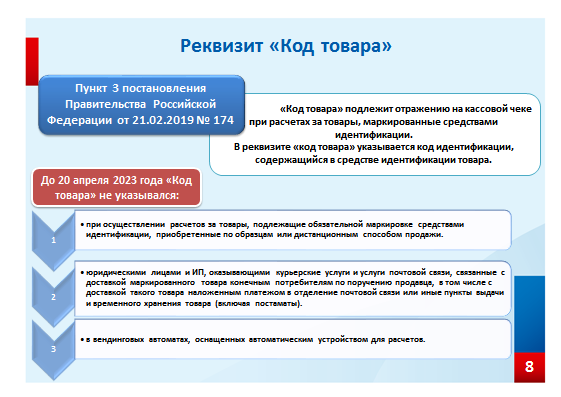 Реквизит «Код товара»
Пункт 3 постановления
Правительства Российской
Федерации от 21.02.2019 № 174
«Код товара» подлежит отражению на кассовой чеке
при расчетах за товары, маркированные средствами
идентификации.
В реквизите «код товара» указывается код идентификации,
содержащийся в средстве идентификации товара.
До 20 апреля 2023 года «Код
товара» не указывался:
1
• при осуществлении расчетов за товары, подлежащие обязательной маркировке средствами
идентификации, приобретенные по образцам или дистанционным способом продажи.
2
• юридическими лицами и ИП, оказывающими курьерские услуги и услуги почтовой связи, связанные с
доставкой маркированного товара конечным потребителям по поручению продавца, в том числе с
доставкой такого товара наложенным платежом в отделение почтовой связи или иные пункты выдачи
и временного хранения товара (включая постаматы).
3
• в вендинговых автоматах, оснащенных автоматическим устройством для расчетов.
8